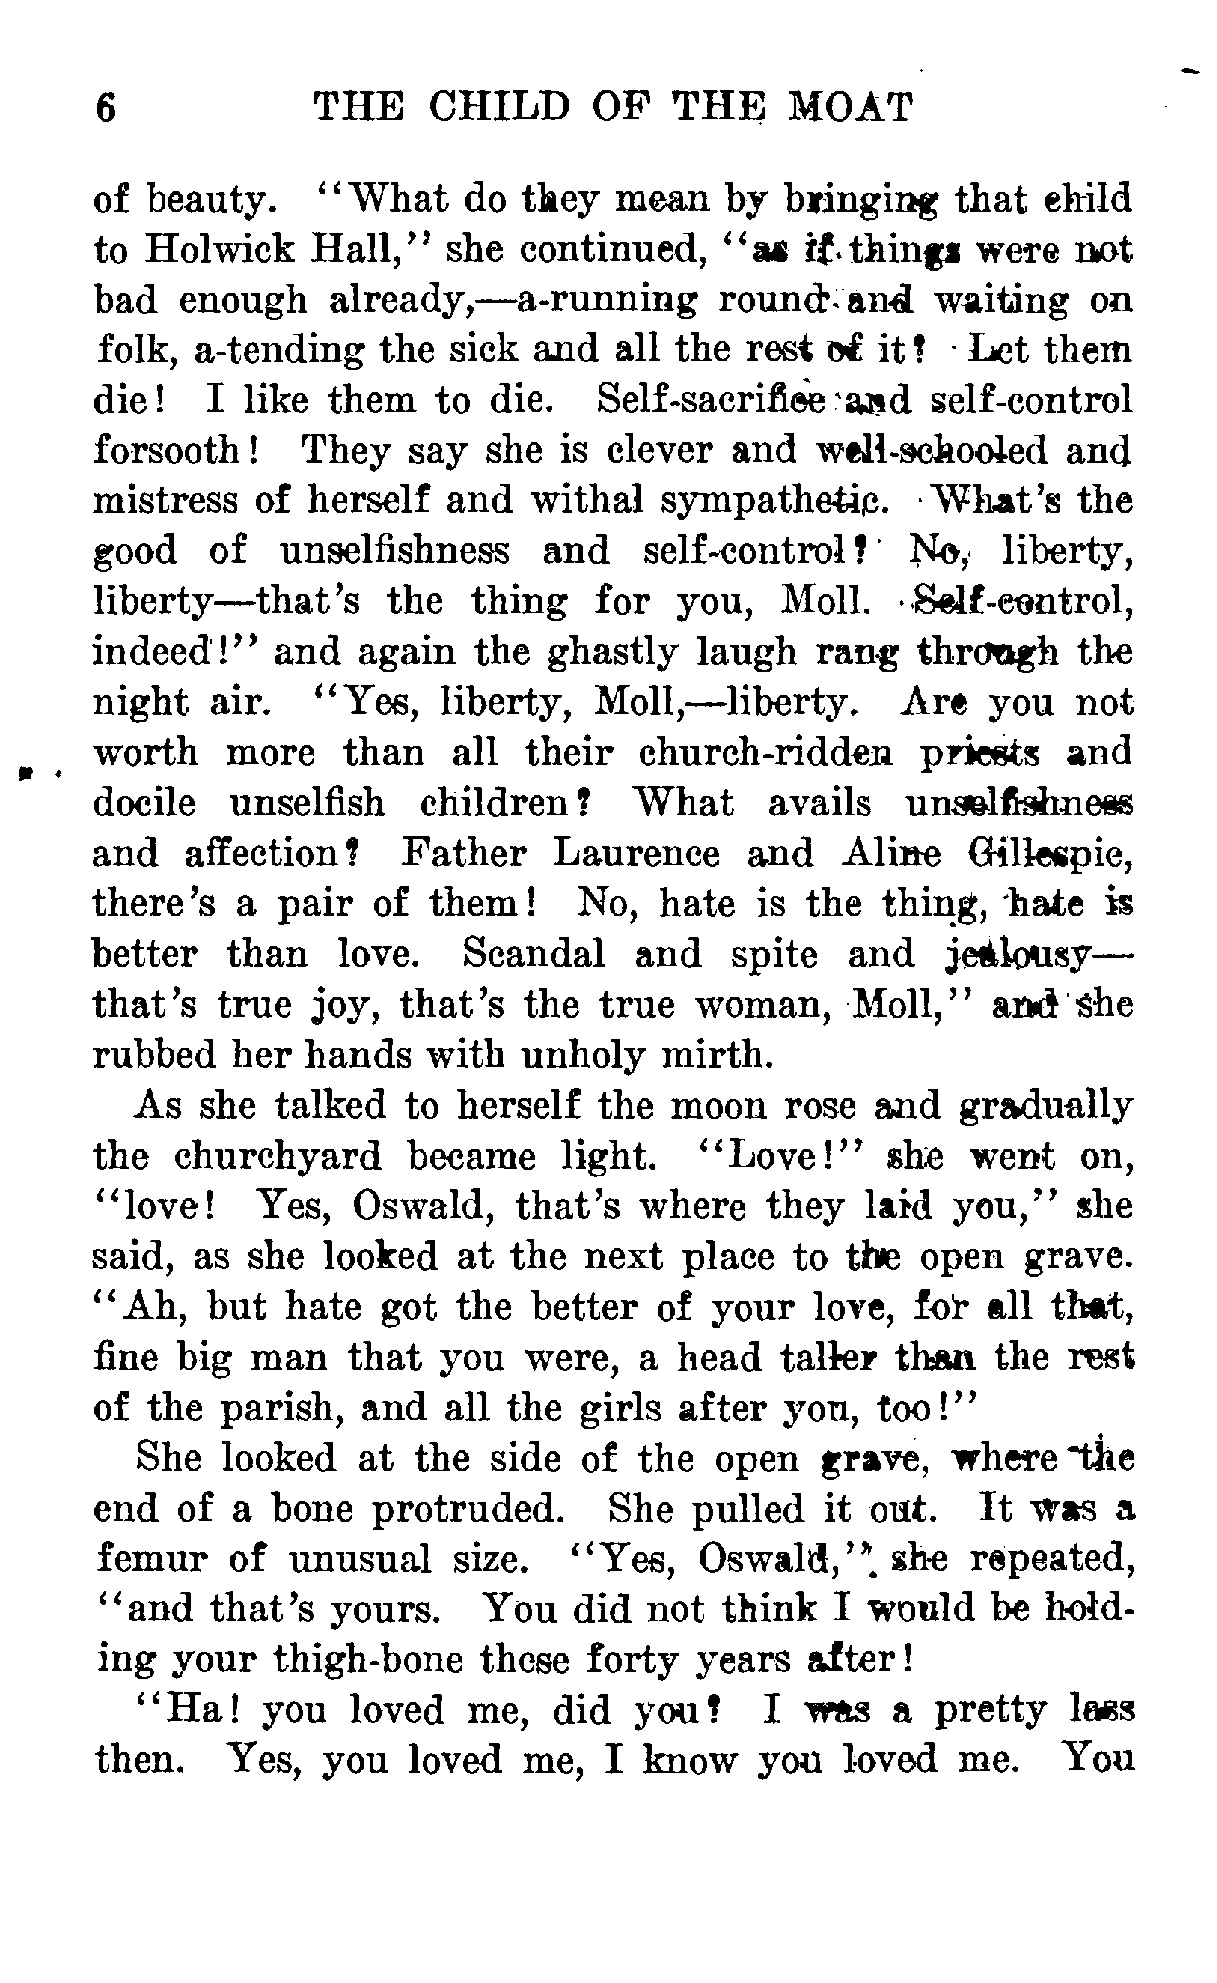 6 THE CHILD OF THE MOAT
of beauty. "What do they mean by bringing that child
to Holwick Hall," she continued, "as if things were not
bad enough already,—a-running round and waiting on
folk, a-tending the sick and all the rest of it? Let them
die! I like them to die. Self-sacrifice and self-control
forsooth! They say she is clever and well-schooled and
mistress of herself and withal sympathetic. What's the
good of unselfishness and self-control? No, liberty,
liberty—that's the thing for you, Moll. Self-control,
indeed!" and again the ghastly laugh rang through the
night air. "Yes, liberty, Moll,—liberty. Are you not
worth more than all their church-ridden priests and
docile unselfish children? What avails unselfishness
and affection? Father Laurence and Aline Gillespie,
there's a pair of them! No, hate is the thing, hate is
better than love. Scandal and spite and jealousy—
that's true joy, that's the true woman, Moll," and she
rubbed her hands with unholy mirth.
As she talked to herself the moon rose and gradually
the churchyard became light. "Love!" she went on,
"love! Yes, Oswald, that's where they laid you," she
said, as she looked at the next place to the open grave.
"Ah, but hate got the better of your love, for all that,
fine big man that you were, a head taller than the rest
of the parish, and all the girls after you, too!"
She looked at the side of the open grave, where the
end of a bone protruded. She pulled it out. It was a
femur of unusual size. "Yes, Oswald," she repeated,
"and that's yours. You did not think I would be hold-
ing your thigh-bone these forty years after!
"Ha! you loved me, did you? I was a pretty lass
then. Yes, you loved me, I know you loved me. You